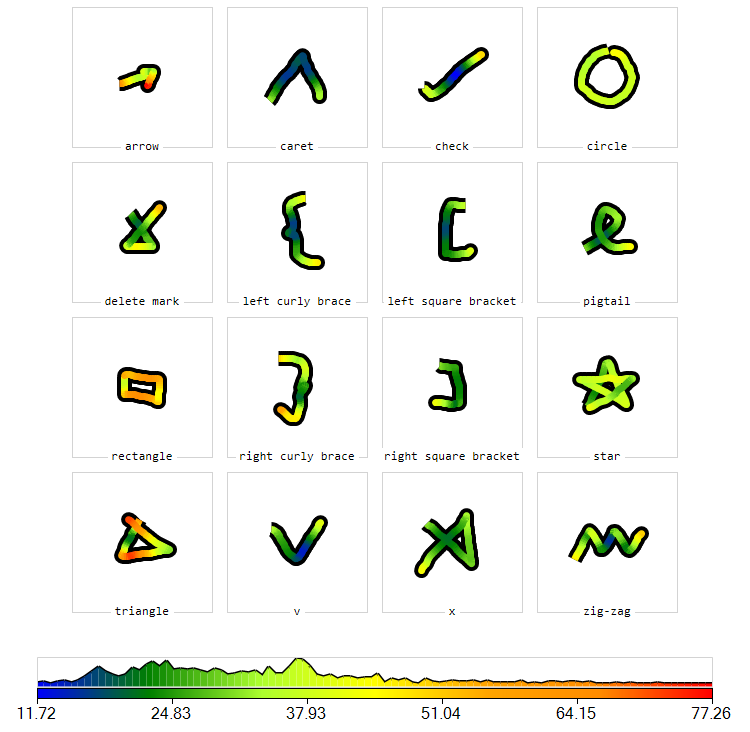 arrow caret check circle
delete mark left curly brace left square bracket pigtail
rectangle right curly brace right square bracket star
triangle v x zig-zag
11.72 24.83 37.93 51.04 64.15 77.26